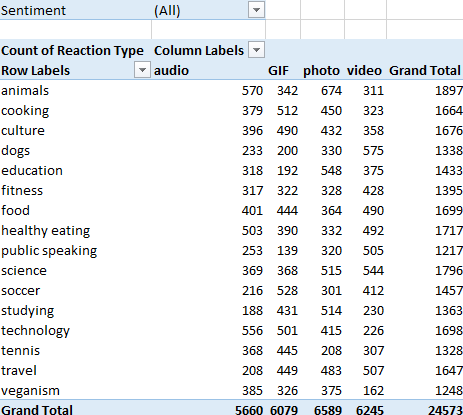 Sentiment (All)
Count of Reaction Type Column Labels
Row Labels audio GIF photo video Grand Total
animals 570 342 674 311 1897
cooking 379 512 450 323 1664
culture 396 490 432 358 1676
dogs 233 200 330 575 1338
education 318 192 548 375 1433
fitness 317 322 328 428 1395
food 401 444 364 490 1699
healthy eating 503 390 332 492 1717
public speaking 253 139 320 505 1217
science 369 368 515 544 1796
soccer 216 528 301 412 1457
studying 188 431 514 230 1363
technology 556 501 415 226 1698
tennis 368 445 208 307 1328
travel 208 449 483 507 1647
veganism 385 326 375 162 1248
Grand Total 5660 6079 6589 6245 24573